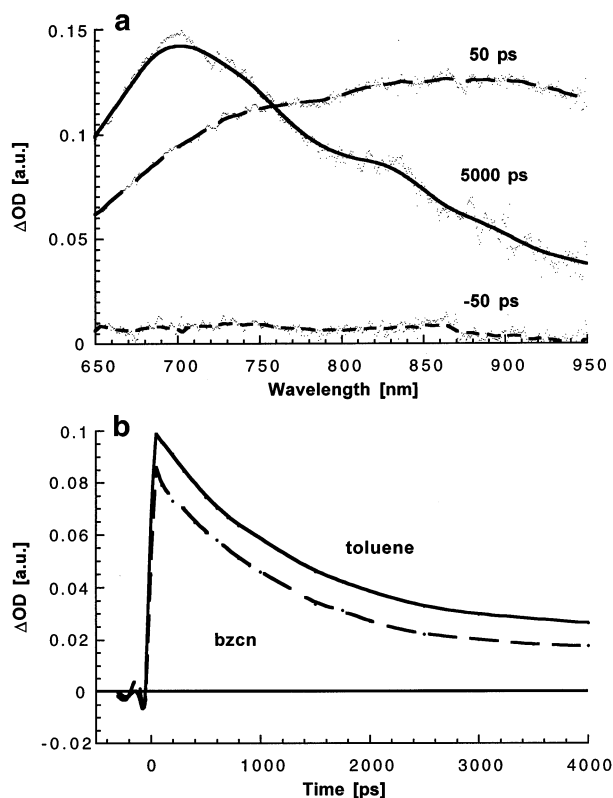 a
0.15
50 ps
0.1
ΔOD [a.u.]
5000 ps
0.05
-50 ps
0
650 700 750 800 850 900 950
Wavelength [nm]
b
0.1
0.08
toluene
0.06
ΔOD [a.u.]
0.04
bzcn
0.02
0
-0.02
0 1000 2000 3000 4000
Time [ps]